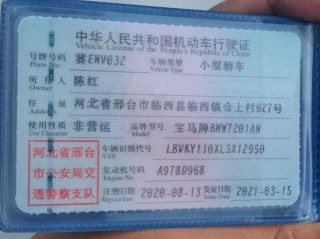 中华人民共和国机动车行驶证
Vehicle License of the People's Republic of China
号牌号码 冀ENV03Z 车辆类型 小型轿车
Plate No. Vehicle Type
所有人 陈红
Owner
住址 河北省邢台市临西县临西镇仓上村027号
Address
使用性质 非营运 品牌型号 宝马牌BMW7201AN
Use Character Model
河北省邢台 车辆识别代号 LBVKY110XLSX12950
VIN
市公安局交 发动机号码 A978D968
Engine No.
通警察支队 注册日期 2020-08-13 发证日期 2021-03-15
Register Date Issue Date